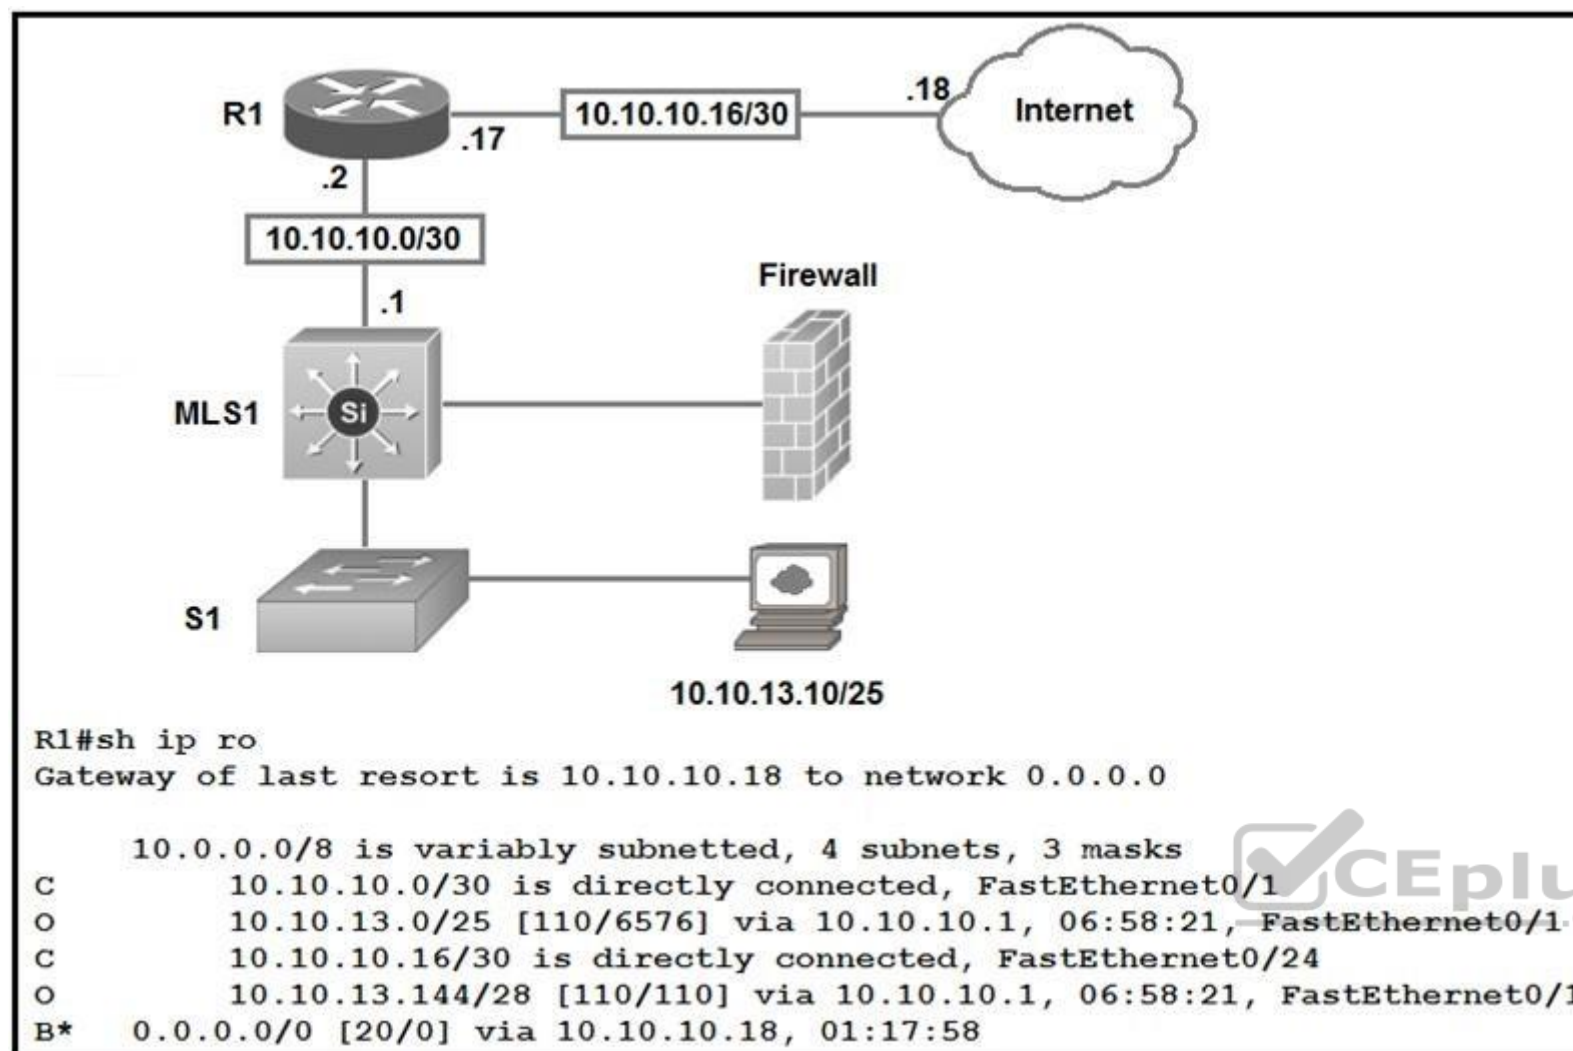 R1
.17
10.10.10.16/30
.18
Internet
.2
10.10.10.0/30
.1
Firewall
MLS1
Si
S1
10.10.13.10/25
R1#sh ip ro
Gateway of last resort is 10.10.10.18 to network 0.0.0.0
10.0.0.0/8 is variably subnetted, 4 subnets, 3 masks
C 10.10.10.0/30 is directly connected, FastEthernet0/1
O 10.10.13.0/25 [110/6576] via 10.10.10.1, 06:58:21, FastEthernet0/1
C 10.10.10.16/30 is directly connected, FastEthernet0/24
O 10.10.13.144/28 [110/110] via 10.10.10.1, 06:58:21, FastEthernet0/1
B* 0.0.0.0/0 [20/0] via 10.10.10.18, 01:17:58
CEplu